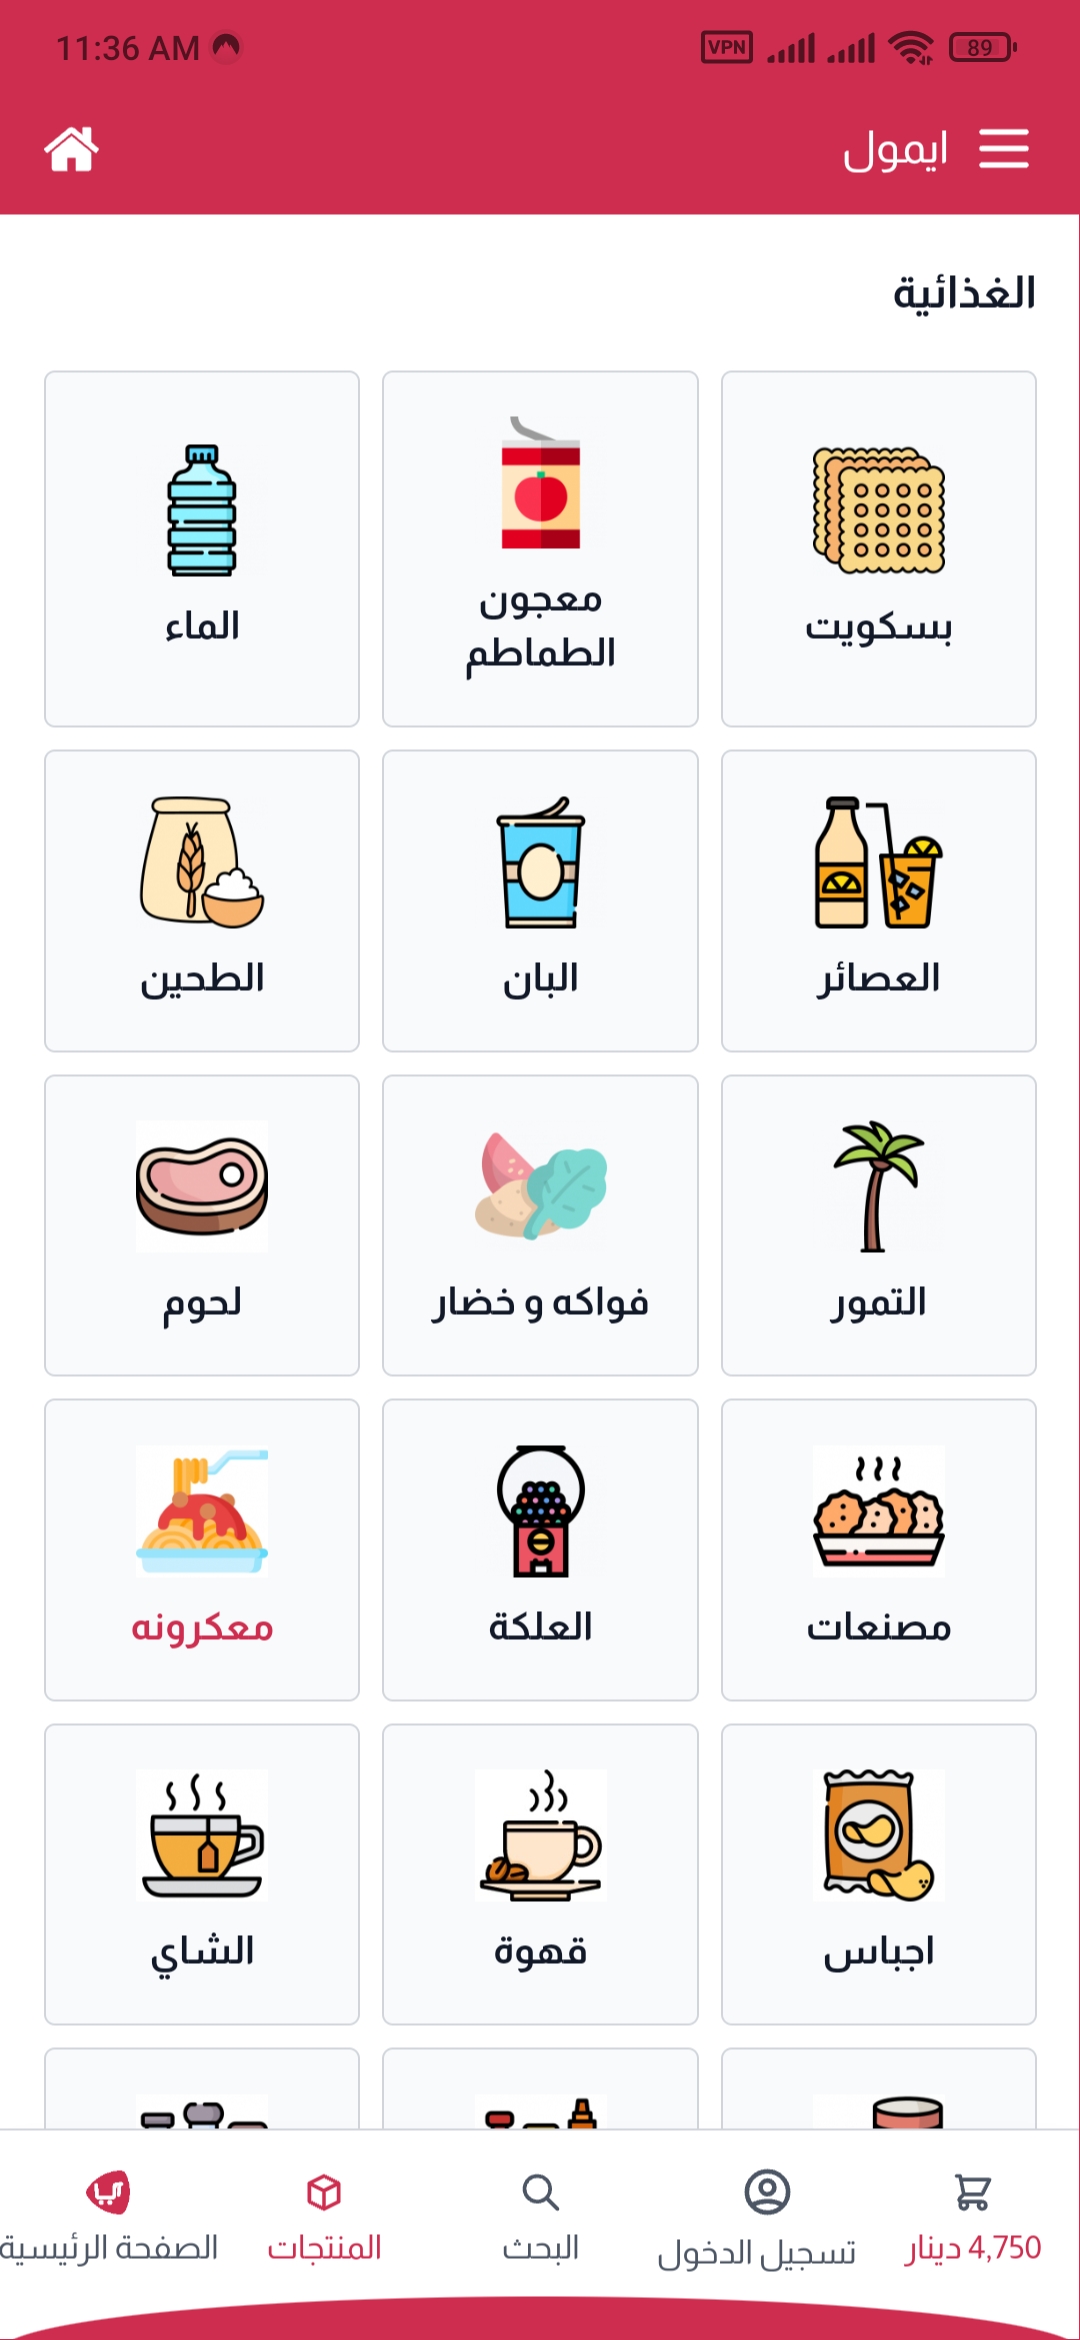 11:36 AM
VPN
89
ايمول
الغذائية
بسكويت
معجون
الطماطم
الماء
العصائر
البان
الطحين
التمور
فواكه و خضار
لحوم
مصنعات
العلكة
معكرونه
اجباس
قهوة
الشاي
4,750 دينار
تسجيل الدخول
البحث
المنتجات
الصفحة الرئيسية